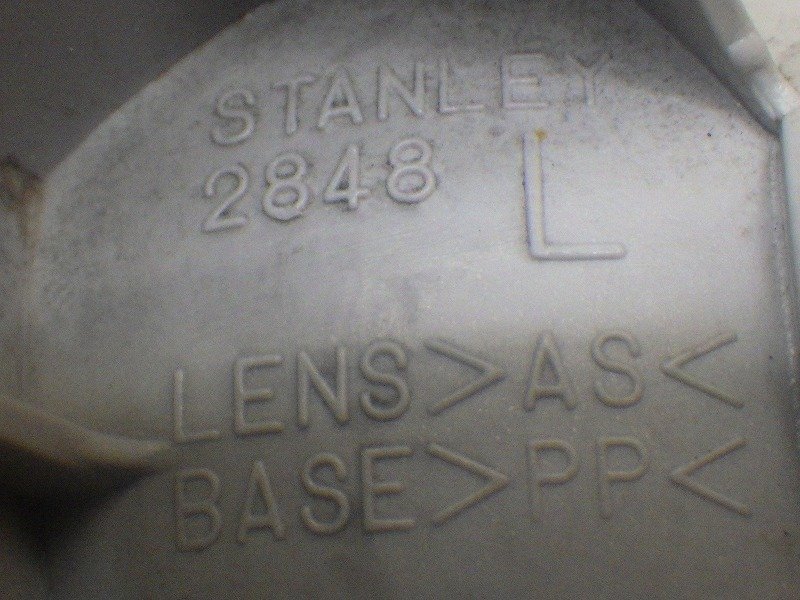 STANLEY
2848 L
LENS>AS<
BASE>PP<